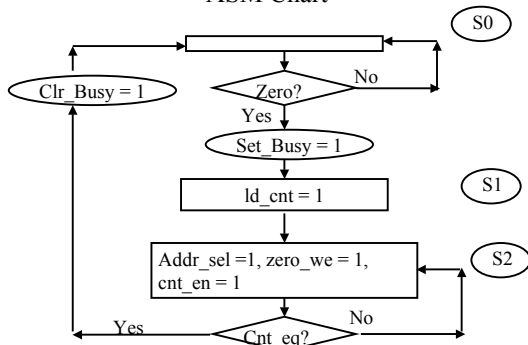 ASM Chart
S0
No
Clr_Busy = 1
Zero?
Yes
Set_Busy = 1
ld_cnt = 1
S1
S2
Addr_sel =1, zero_we = 1,
cnt_en = 1
Yes
No
Cnt_eq?